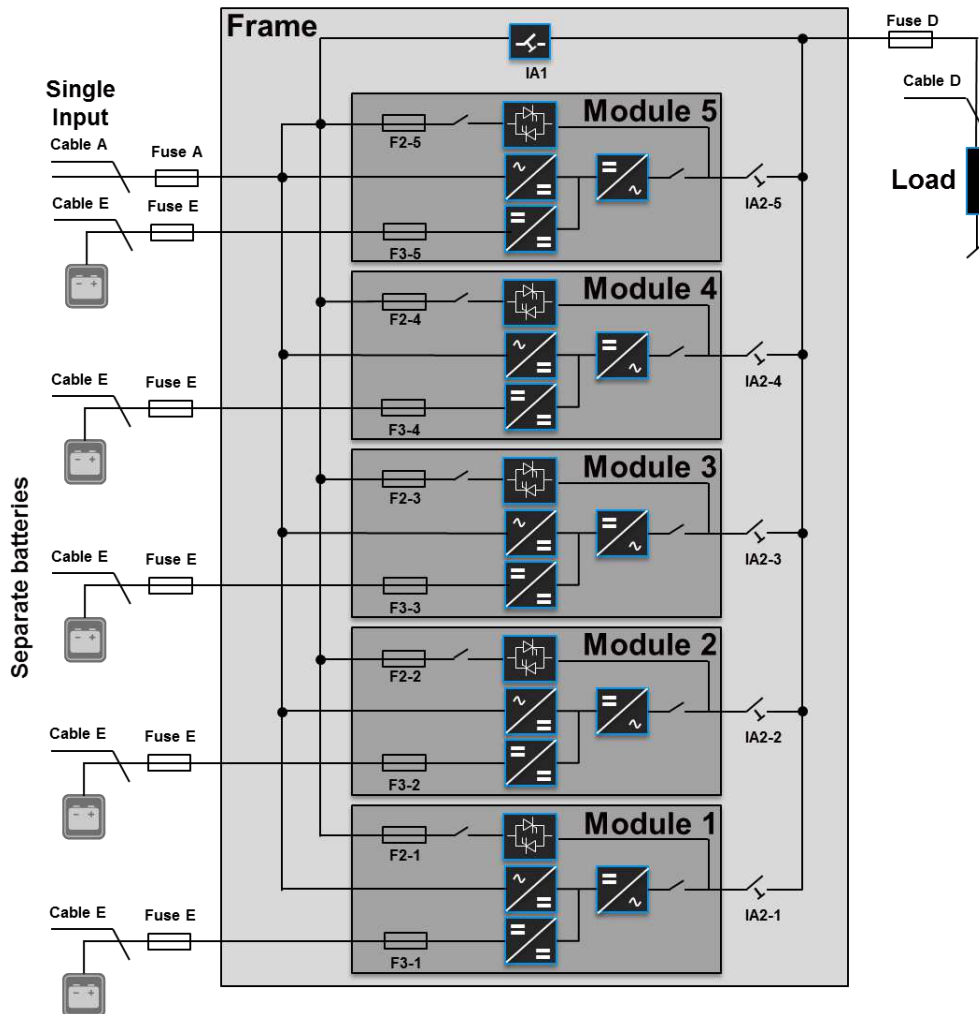 Frame
Fuse D
IA1
Cable D
Load
Single
Input
Cable A
Fuse A
Cable E
Fuse E
Module 5
F2-5
F3-5
IA2-5
Module 4
F2-4
F3-4
IA2-4
Cable E
Fuse E
Module 3
F2-3
F3-3
IA2-3
Cable E
Fuse E
Separate batteries
Module 2
F2-2
F3-2
IA2-2
Cable E
Fuse E
Module 1
F2-1
F3-1
IA2-1
Cable E
Fuse E